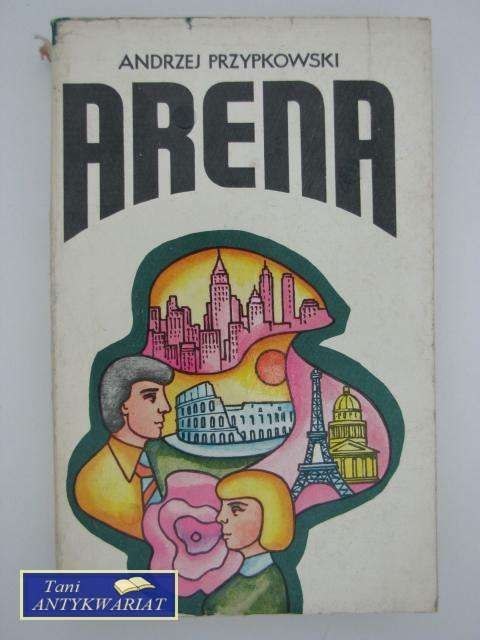 ANDRZEJ PRZYPKOWSKI
ARENA
Tani
ANTYKWARIAT